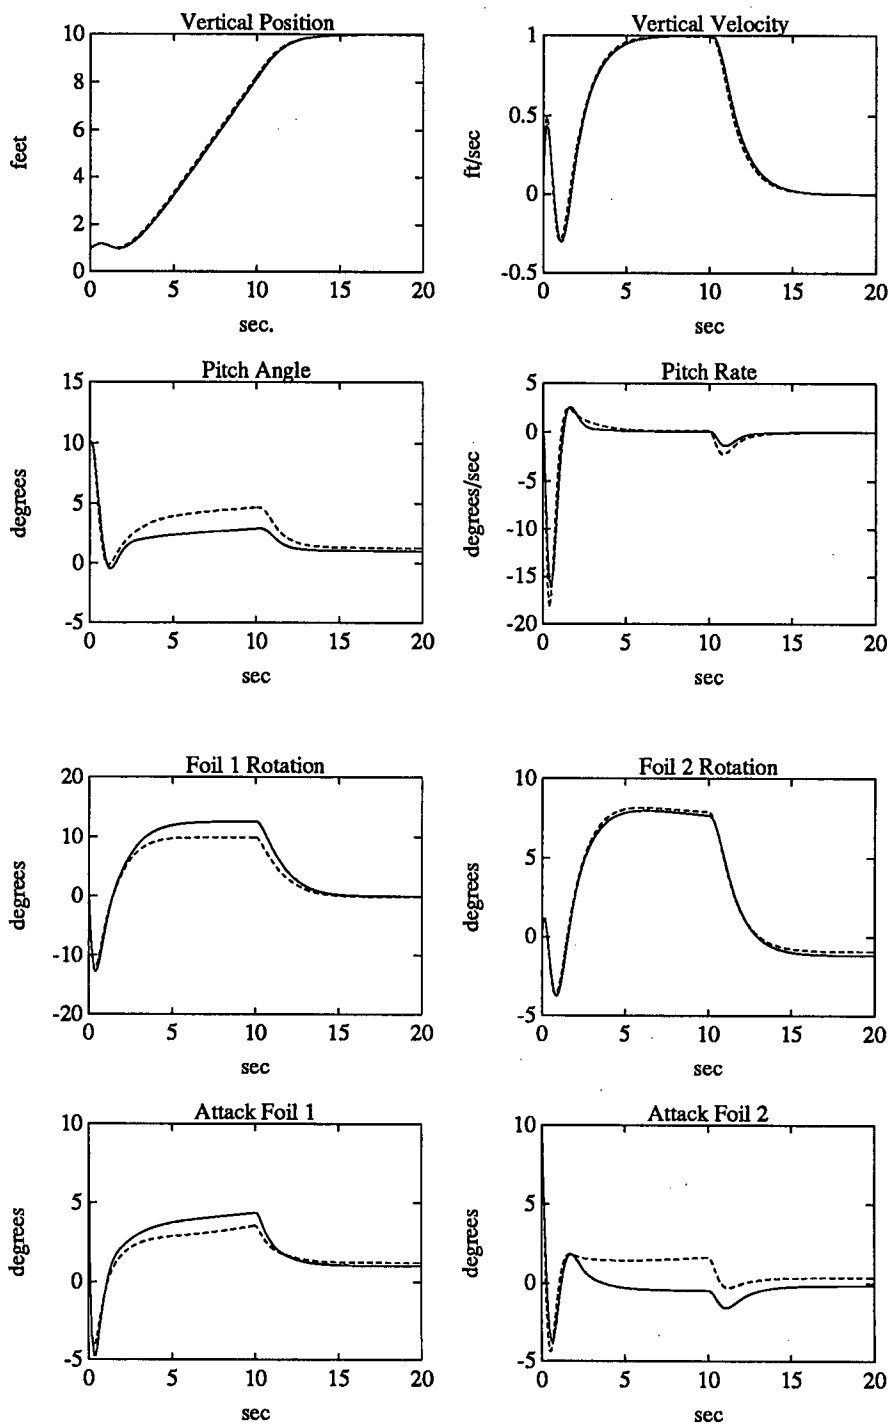 Vertical Position
10
8
6
4
2
0
feet
0 5 10 15 20
sec.
Vertical Velocity
1
0.5
0
-0.5
ft/sec
0 5 10 15 20
sec
Pitch Angle
15
10
5
0
-5
degrees
0 5 10 15 20
sec
Pitch Rate
5
0
-5
-10
-15
-20
degrees/sec
0 5 10 15 20
sec
Foil 1 Rotation
20
10
0
-10
-20
degrees
0 5 10 15 20
sec
Foil 2 Rotation
10
5
0
-5
degrees
0 5 10 15 20
sec
Attack Foil 1
10
5
0
-5
degrees
0 5 10 15 20
sec
Attack Foil 2
10
5
0
-5
degrees
0 5 10 15 20
sec